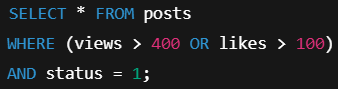 SELECT * FROM posts
WHERE (views > 400 OR likes > 100)
AND status = 1;